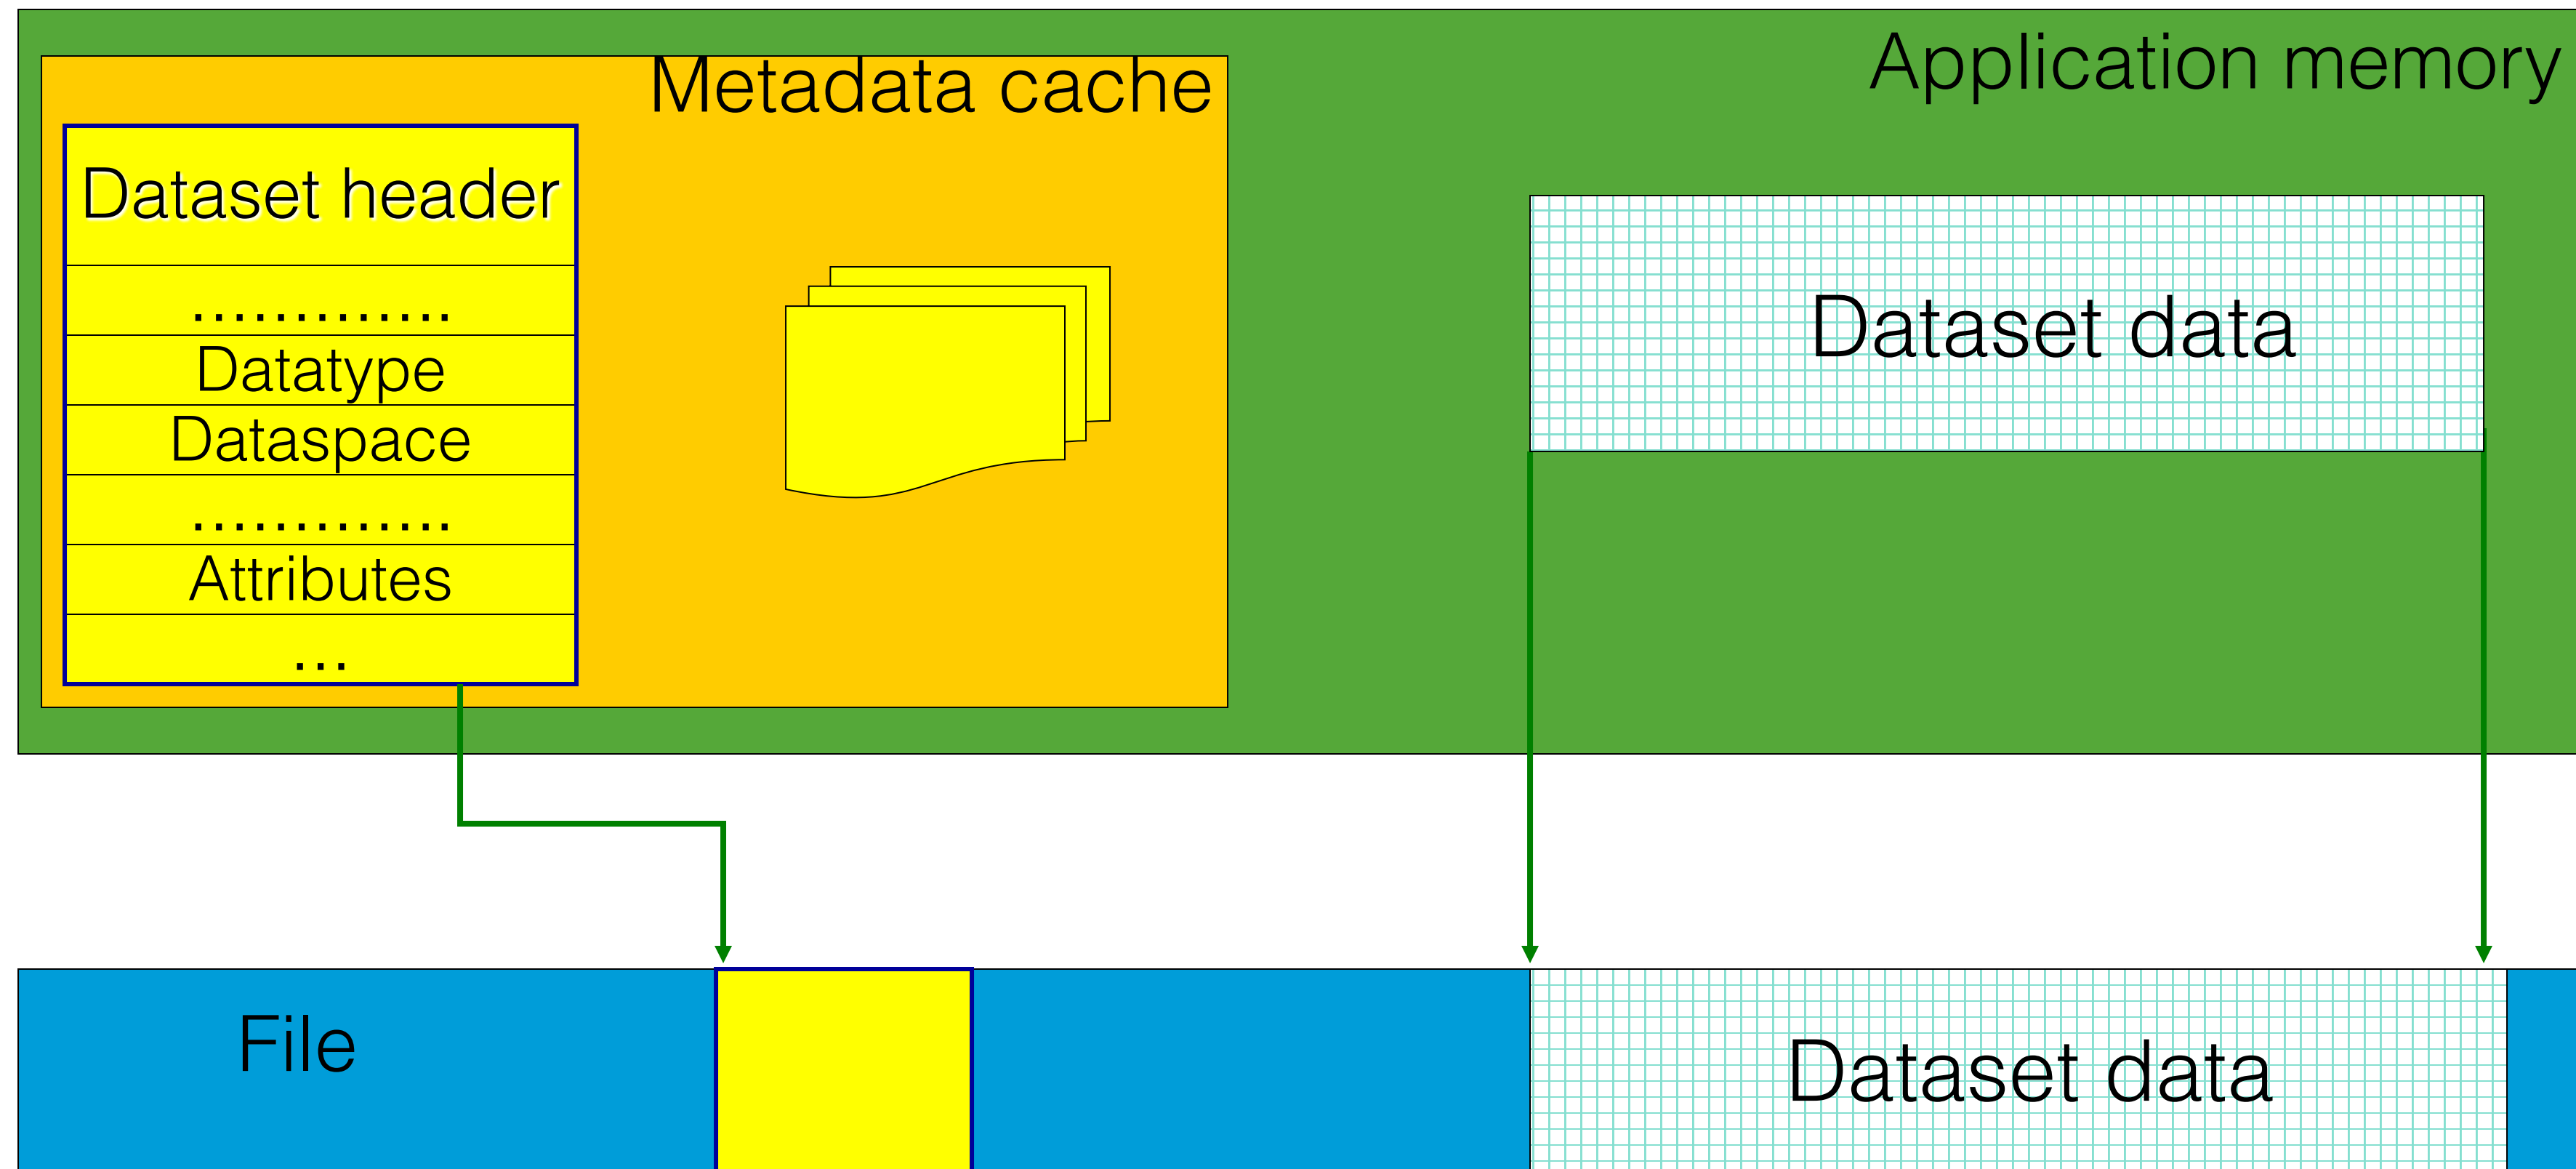 Application memory
Metadata cache
Dataset header
.............
Datatype
Dataspace
.............
Attributes
...
Dataset data
File
Dataset data